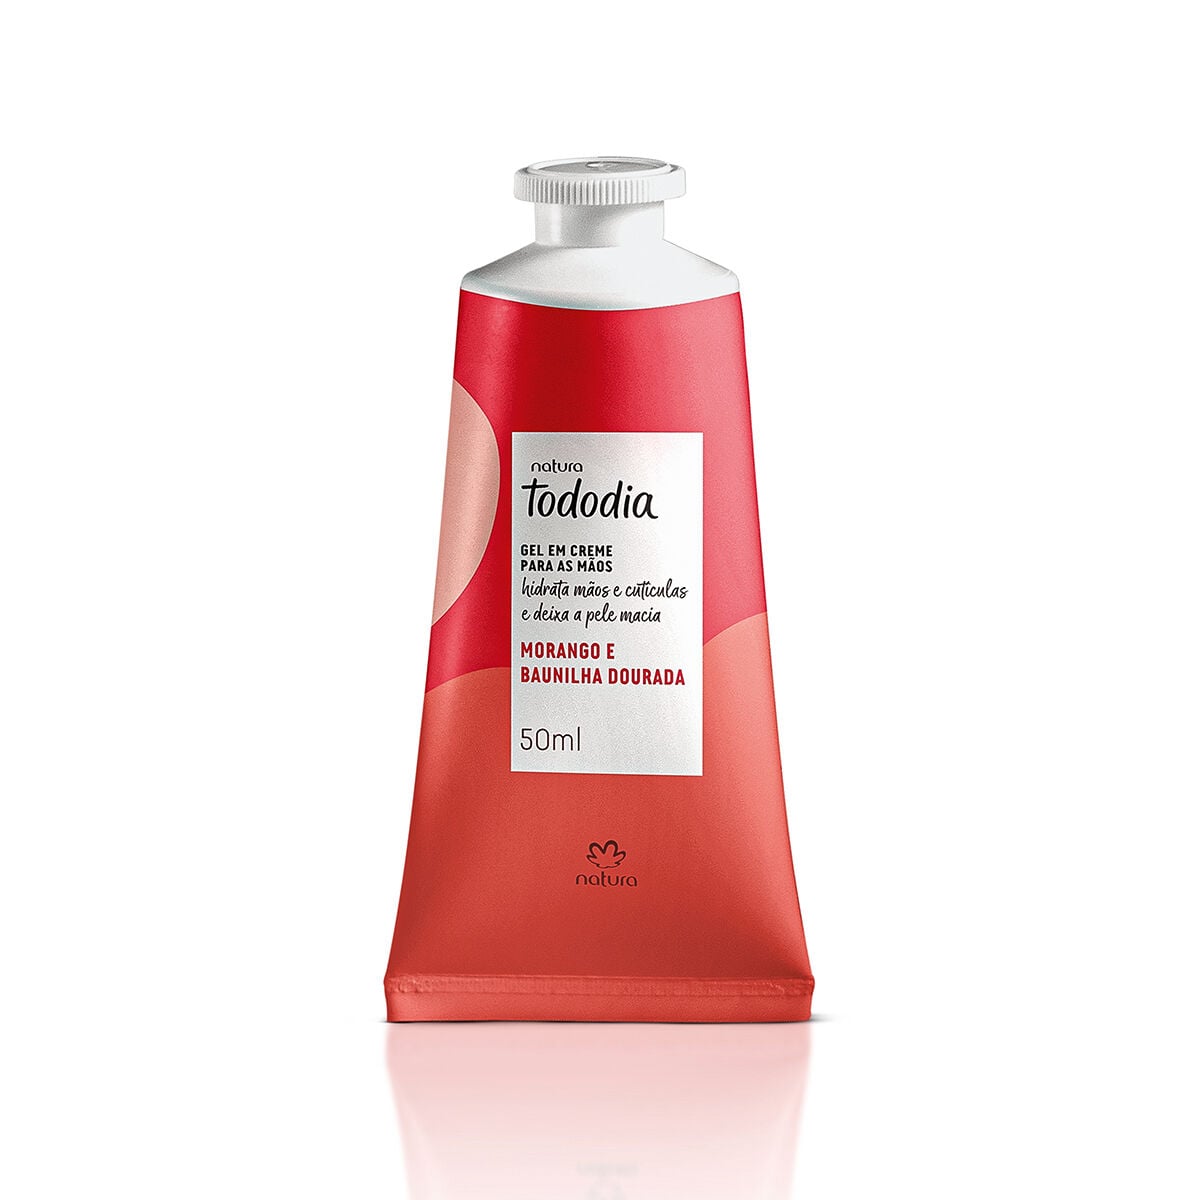 natura
Tododia
GEL EM CREME
PARA AS MÃOS
hidrata mãos e cutículas
e deixa a pele macia
MORANGO E
BAUNILHA DOURADA
50ml
natura